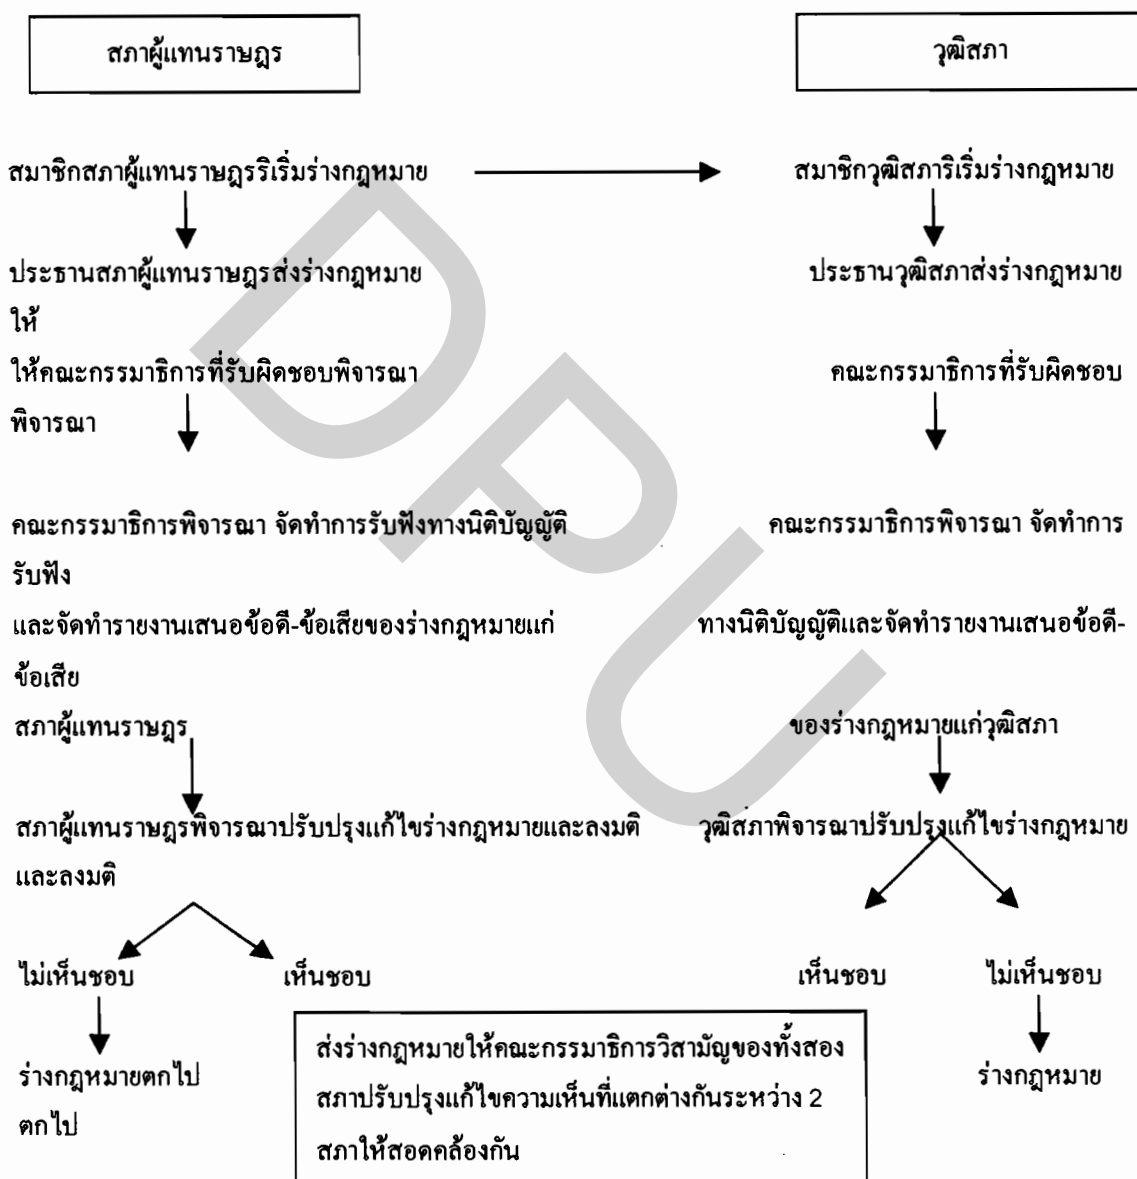 สภาผู้แทนราษฎร
วุฒิสภา
สมาชิกสภาผู้แทนราษฎรริเริ่มร่างกฎหมาย
สมาชิกวุฒิสภาริเริ่มร่างกฎหมาย
ประธานสภาผู้แทนราษฎรส่งร่างกฎหมาย
ประธานวุฒิสภาส่งร่างกฎหมาย
ให้
ให้คณะกรรมาธิการที่รับผิดชอบพิจารณา
คณะกรรมาธิการที่รับผิดชอบ
พิจารณา
คณะกรรมาธิการพิจารณา จัดทำการรับฟังทางนิติบัญญัติ
คณะกรรมาธิการพิจารณา จัดทำการ
รับฟัง
และจัดทำรายงานเสนอข้อดี-ข้อเสียของร่างกฎหมายแก่
ทางนิติบัญญัติและจัดทำรายงานเสนอข้อดี-
ข้อเสีย
สภาผู้แทนราษฎร
ของร่างกฎหมายแก่วุฒิสภา
สภาผู้แทนราษฎรพิจารณาปรับปรุงแก้ไขร่างกฎหมายและลงมติ
วุฒิสภาพิจารณาปรับปรุงแก้ไขร่างกฎหมาย
และลงมติ
ไม่เห็นชอบ
เห็นชอบ
เห็นชอบ
ไม่เห็นชอบ
ส่งร่างกฎหมายให้คณะกรรมาธิการวิสามัญของทั้งสอง
สภาปรับปรุงแก้ไขความเห็นที่แตกต่างกันระหว่าง 2
สภาให้สอดคล้องกัน
ร่างกฎหมายตกไป
ร่างกฎหมาย
ตกไป
DPU